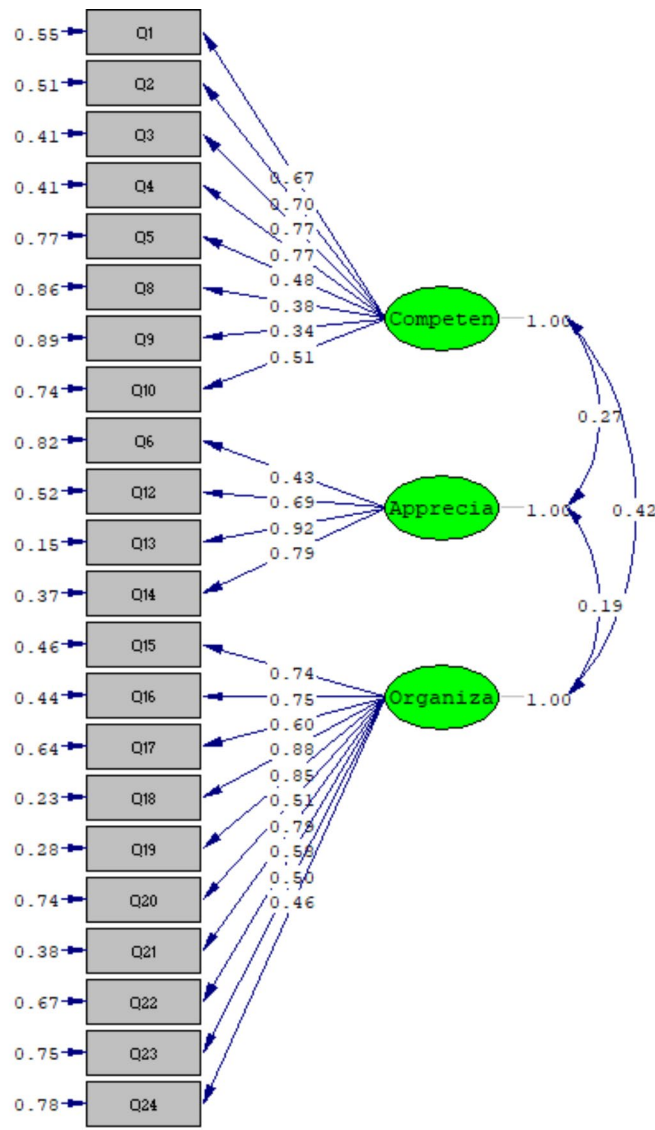 0.55 Q1
0.51 Q2
0.41 Q3
0.41 Q4
0.77 Q5
0.86 Q8
0.89 Q9
0.74 Q10
0.82 Q6
0.52 Q12
0.15 Q13
0.37 Q14
0.46 Q15
0.44 Q16
0.64 Q17
0.23 Q18
0.28 Q19
0.74 Q20
0.38 Q21
0.67 Q22
0.75 Q23
0.78 Q24
0.67
0.70
0.77
0.77
0.48
0.38
0.34
0.51
0.43
0.69
0.92
0.79
0.74
0.75
0.60
0.88
0.85
0.51
0.79
0.58
0.50
0.46
Competen 1.00
Apprecia 1.00
Organiza 1.00
0.27
0.42
0.19